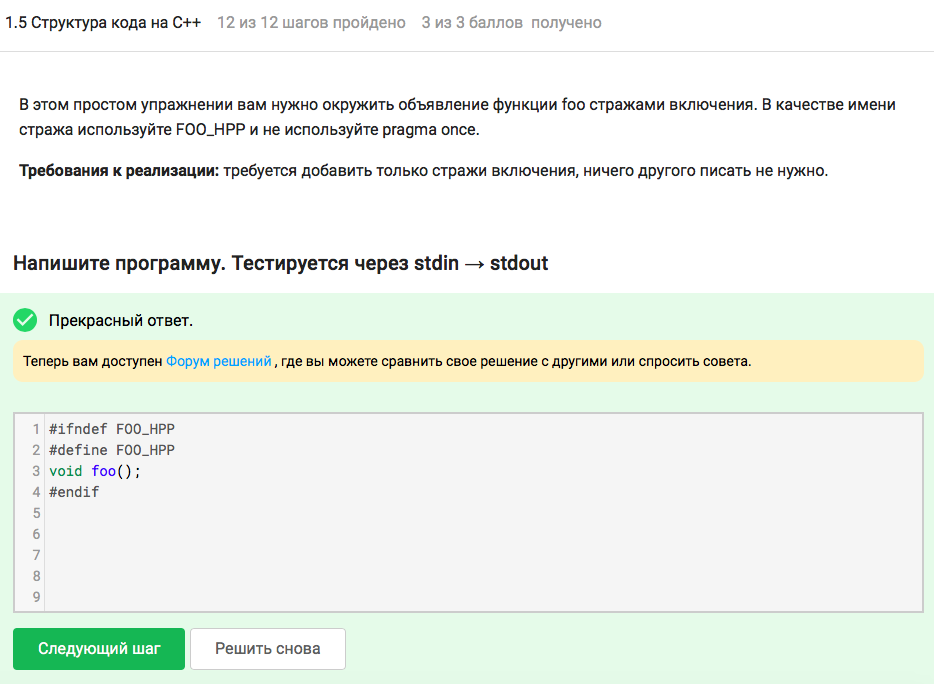 1.5 Структура кода на C++ 12 из 12 шагов пройдено 3 из 3 баллов получено
В этом простом упражнении вам нужно окружить объявление функции foo стражами включения. В качестве имени
стража используйте FOO_HPP и не используйте pragma once.
Требования к реализации: требуется добавить только стражи включения, ничего другого писать не нужно.
Напишите программу. Тестируется через stdin → stdout
Прекрасный ответ.
Теперь вам доступен Форум решений , где вы можете сравнить свое решение с другими или спросить совета.
1 #ifndef FOO_HPP
2 #define FOO_HPP
3 void foo();
4 #endif
5
6
7
8
9
Следующий шаг Решить снова